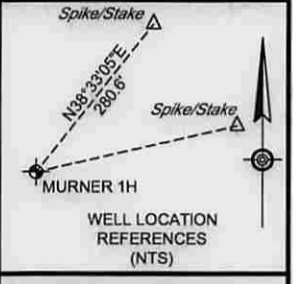 Spike/Stake
N38°33'05"E
280.6'
Spike/Stake
MURNER 1H
WELL LOCATION
REFERENCES
(NTS)